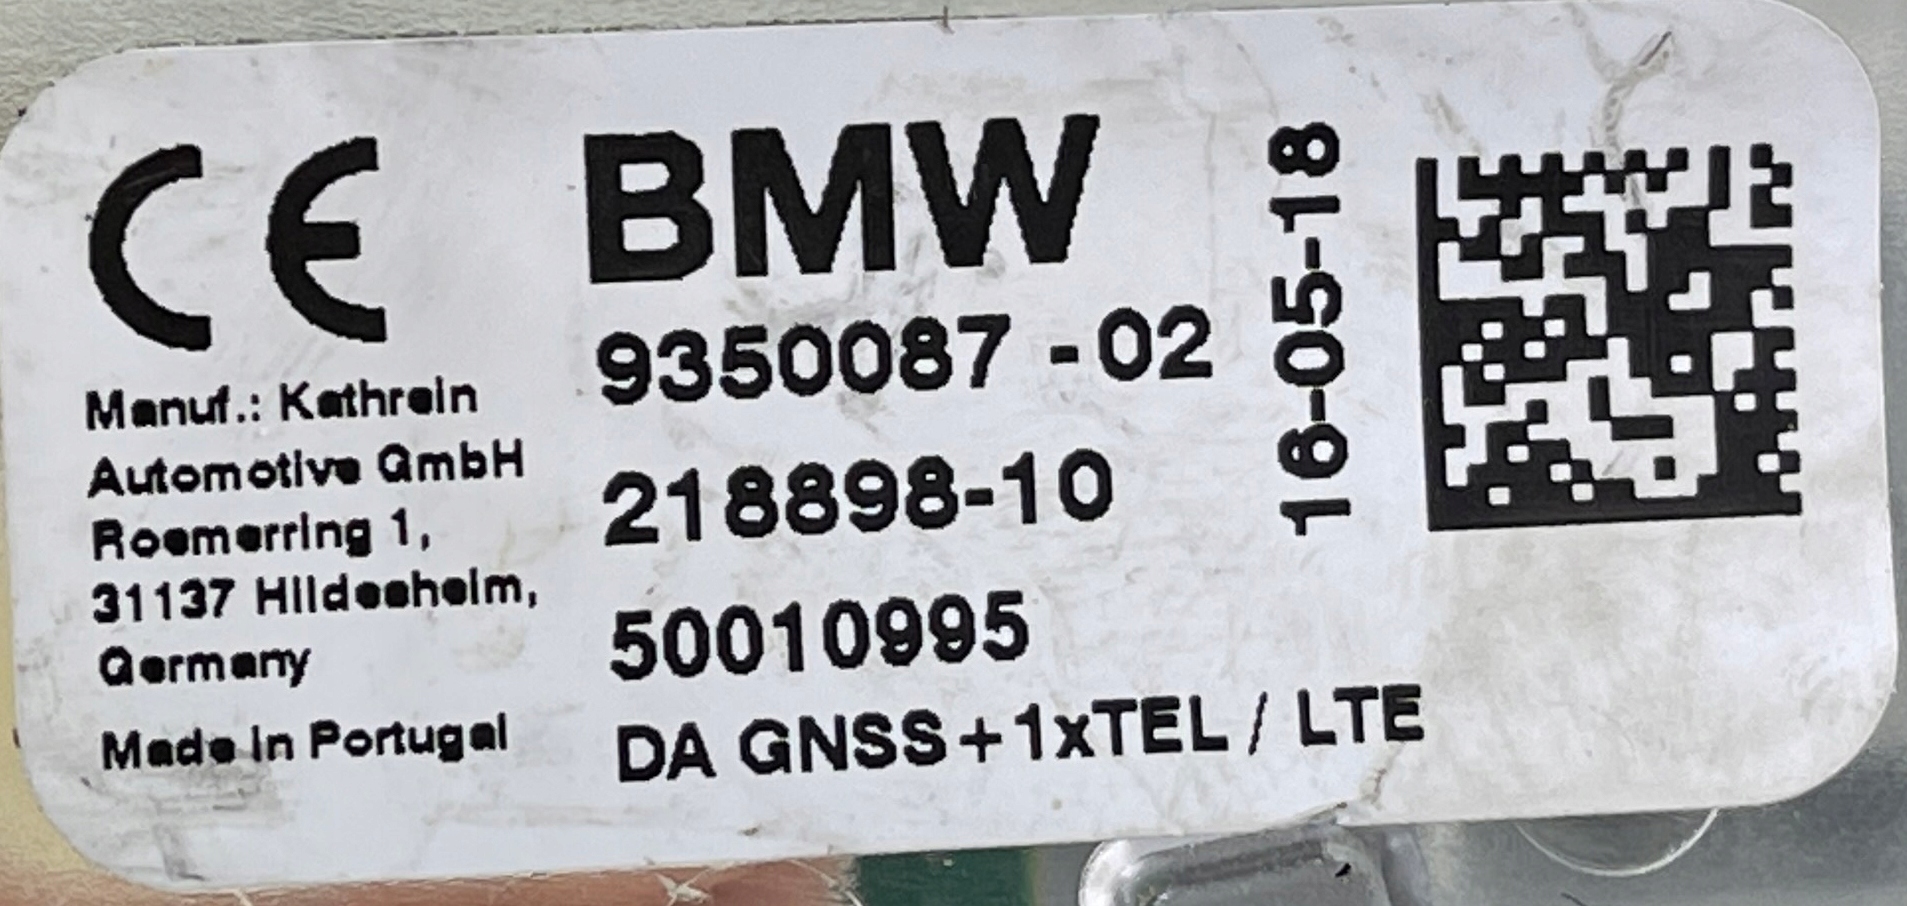 CE
Manuf.: Kathrein
Automotive GmbH
Roemerring 1,
31137 Hildesheim,
Germany
Made in Portugal
BMW
9350087 -02
218898-10
50010995
DA GNSS+1xTEL / LTE
16-05-18